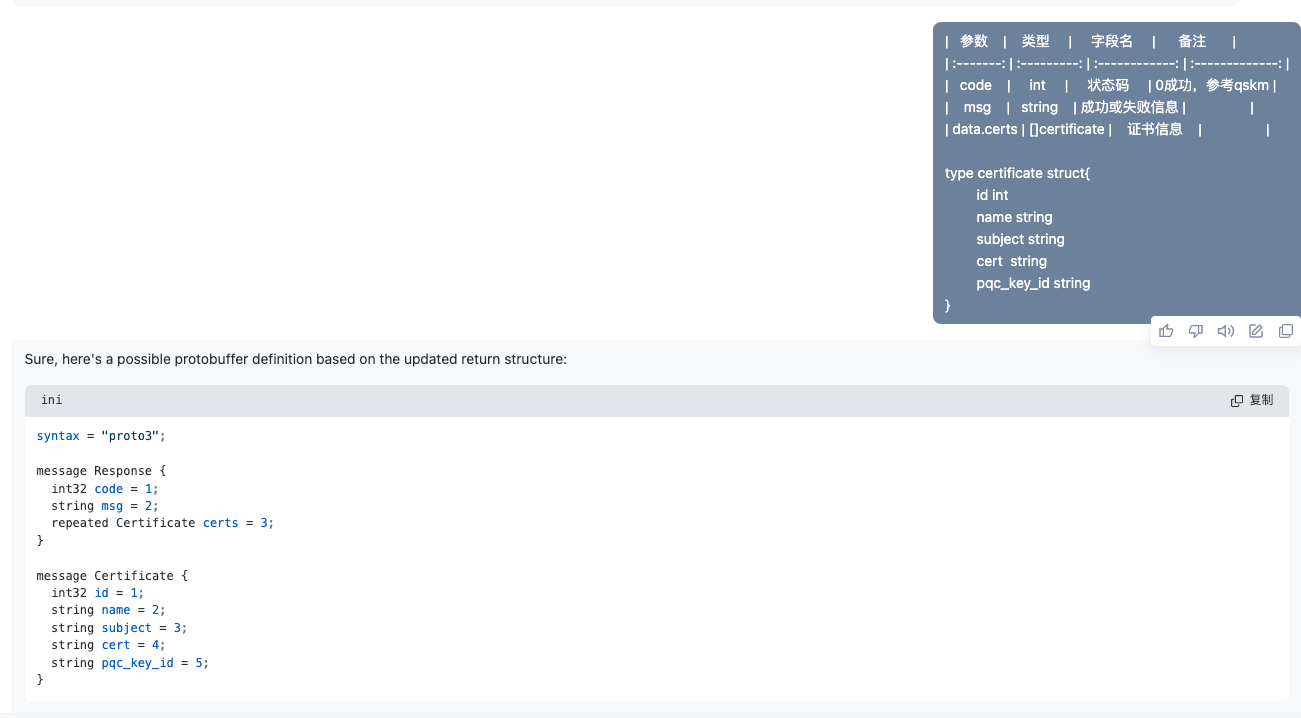 |   参数   |   类型    |    字段名    |    备注     |
| :-------: | :---------: | :------------: | :-------------: |
|   code   |    int    |    状态码    | 0成功，参考qskm |
|   msg   |   string   | 成功或失败信息 |                |
| data.certs | []certificate |    证书信息    |                |
type certificate struct{
id int
name string
subject string
cert  string
pqc_key_id string
}
Sure, here's a possible protobuffer definition based on the updated return structure:
ini
复制
syntax = "proto3";
message Response {
  int32 code = 1;
  string msg = 2;
  repeated Certificate certs = 3;
}
message Certificate {
  int32 id = 1;
  string name = 2;
  string subject = 3;
  string cert = 4;
  string pqc_key_id = 5;
}